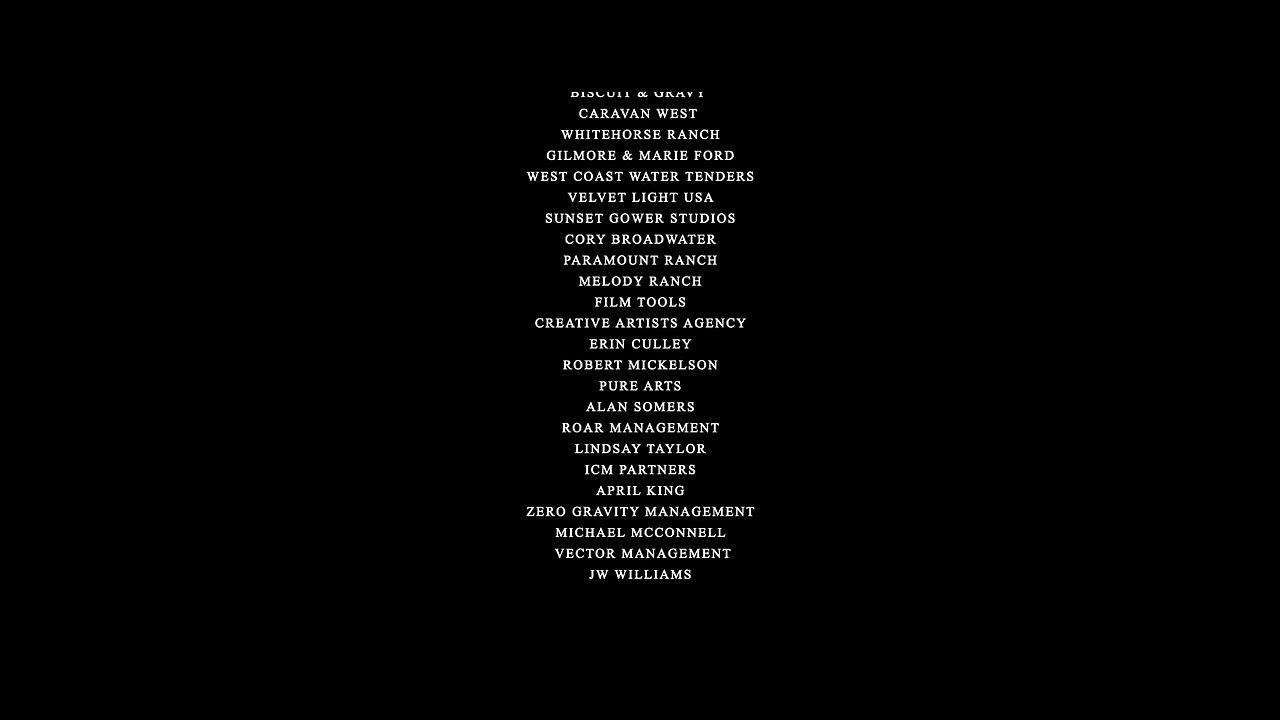 BISCUIT & GRAVY
CARAVAN WEST
WHITEHORSE RANCH
GILMORE & MARIE FORD
WEST COAST WATER TENDERS
VELVET LIGHT USA
SUNSET GOWER STUDIOS
CORY BROADWATER
PARAMOUNT RANCH
MELODY RANCH
FILM TOOLS
CREATIVE ARTISTS AGENCY
ERIN CULLEY
ROBERT MICKELSON
PURE ARTS
ALAN SOMERS
ROAR MANAGEMENT
LINDSAY TAYLOR
ICM PARTNERS
APRIL KING
ZERO GRAVITY MANAGEMENT
MICHAEL MCCONNELL
VECTOR MANAGEMENT
JW WILLIAMS